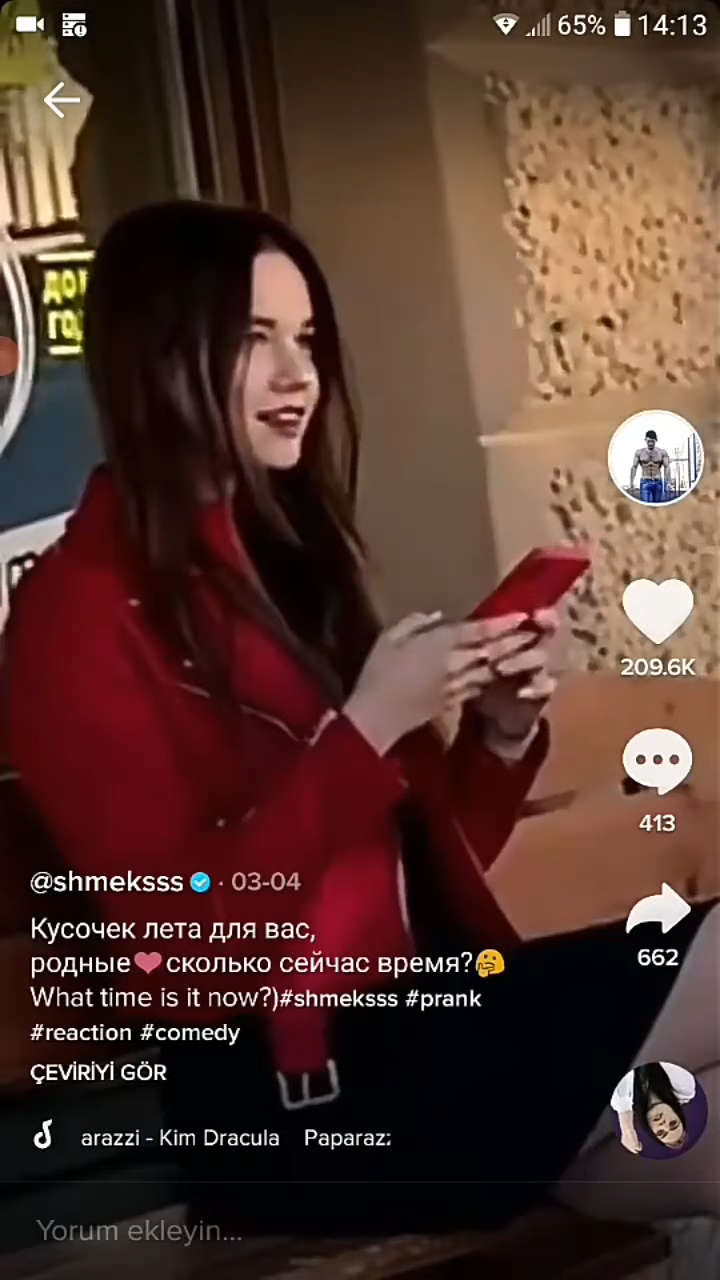 65% 14:13
209.6K
413
@shmeksss · 03-04
Кусочек лета для вас,
родные❤сколько сейчас время?🤔
662
What time is it now?)#shmeksss #prank
#reaction #comedy
ÇEVİRİYİ GÖR
arazzi - Kim Dracula Paparaz
Yorum ekleyin...